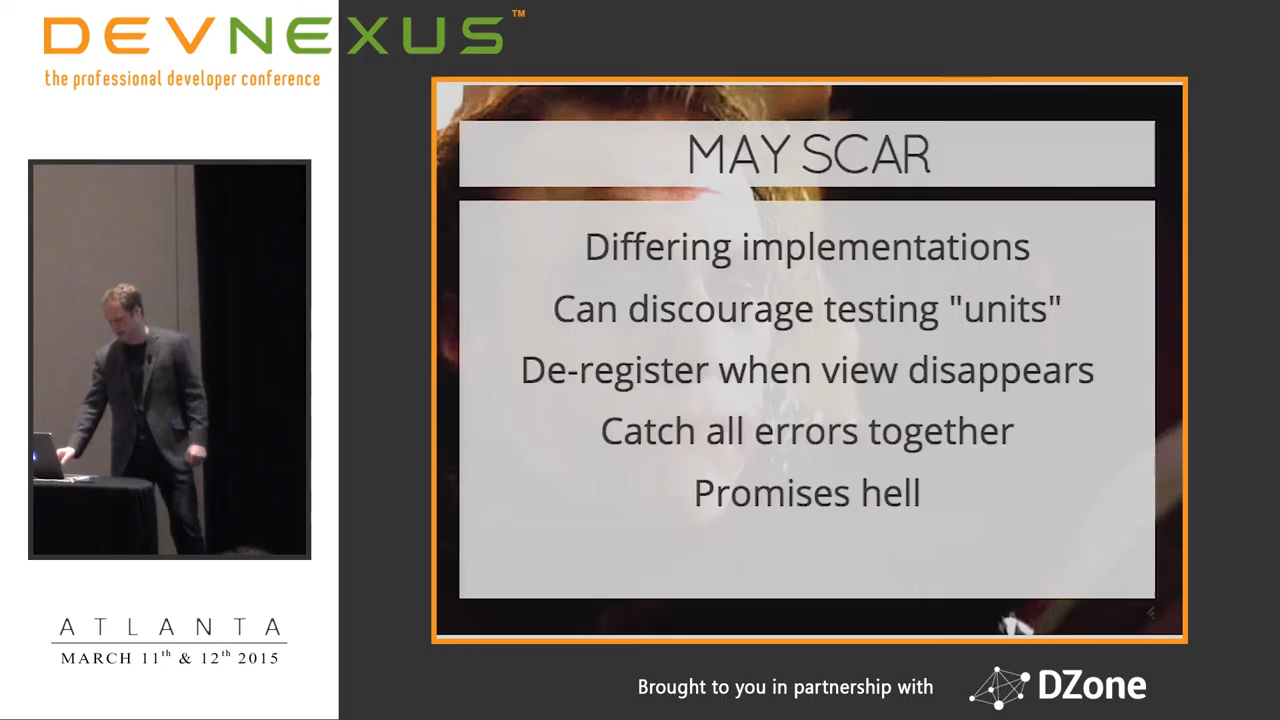 DEVNEXUS™
the professional developer conference
MAY SCAR
Differing implementations
Can discourage testing "units"
De-register when view disappears
Catch all errors together
Promises hell
ATLANTA
MARCH 11th & 12th 2015
Brought to you in partnership with
DZone